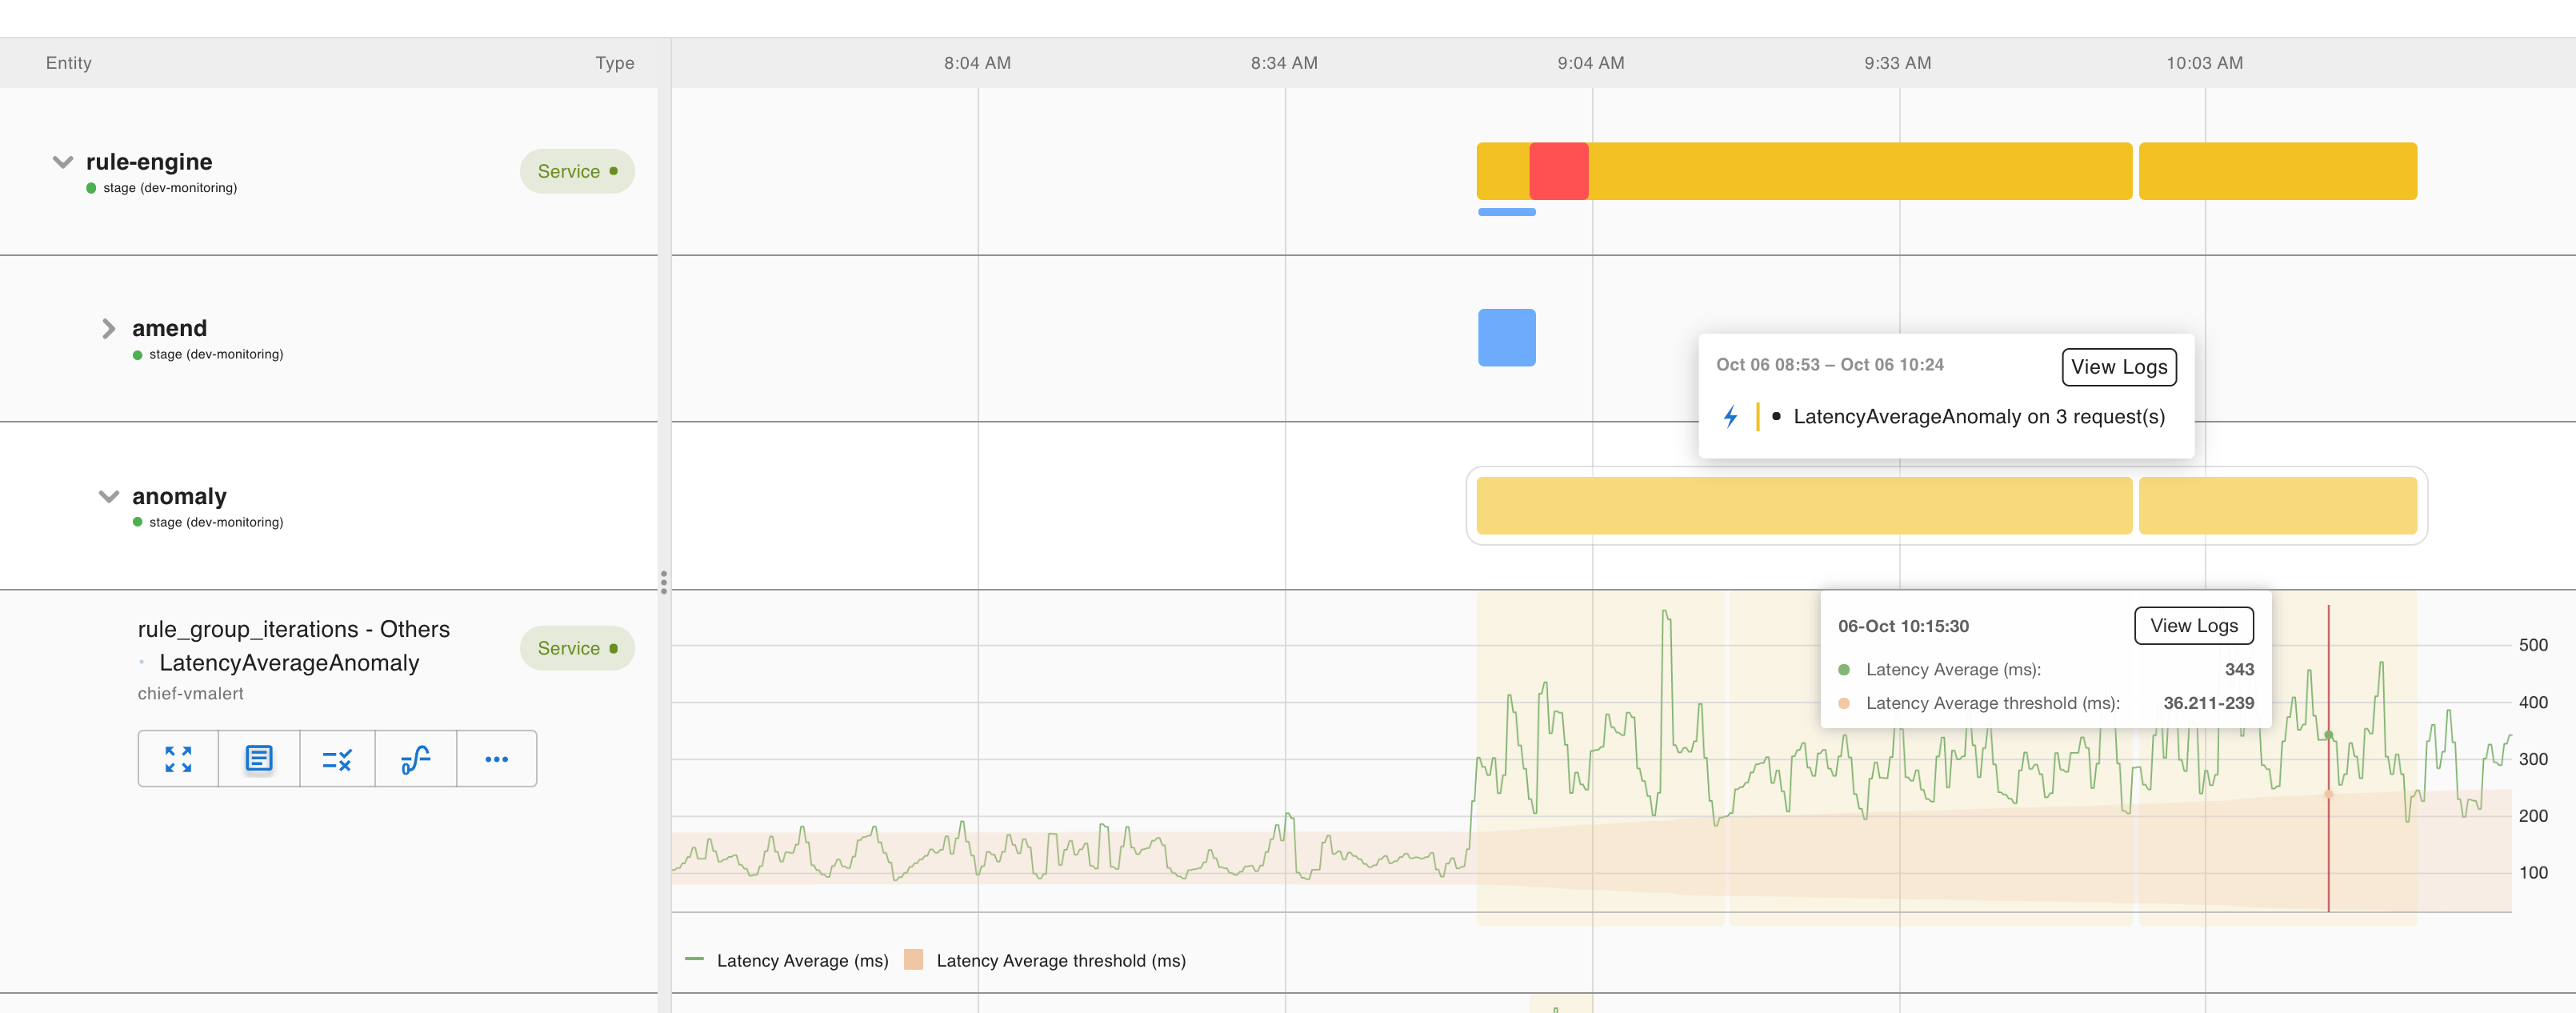 Entity
Type
8:04 AM
8:34 AM
9:04 AM
9:33 AM
10:03 AM
rule-engine
stage (dev-monitoring)
Service
amend
stage (dev-monitoring)
Oct 06 08:53 – Oct 06 10:24
View Logs
LatencyAverageAnomaly on 3 request(s)
anomaly
stage (dev-monitoring)
rule_group_iterations - Others
LatencyAverageAnomaly
chief-vmalert
Service
06-Oct 10:15:30
View Logs
Latency Average (ms): 343
Latency Average threshold (ms): 36.211-239
500
400
300
200
100
Latency Average (ms)
Latency Average threshold (ms)